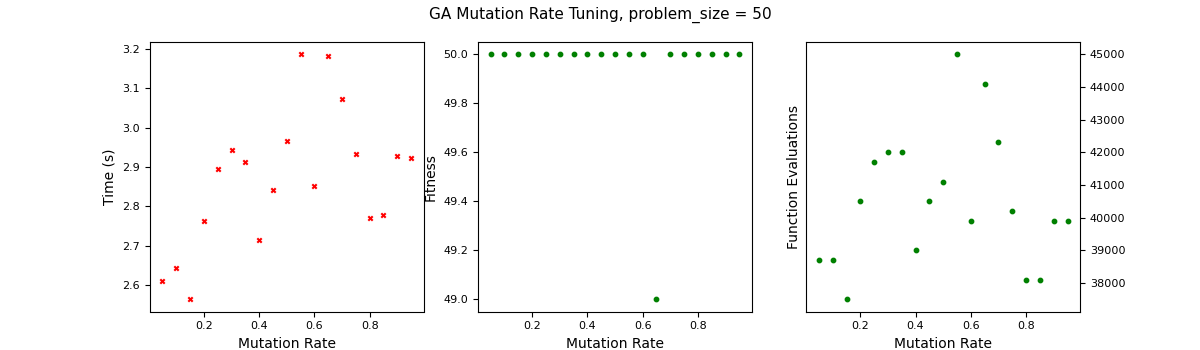 GA Mutation Rate Tuning, problem_size = 50
Time (s)
3.2
3.1
3.0
2.9
2.8
2.7
2.6
0.2 0.4 0.6 0.8
Mutation Rate
Fitness
50.0
49.8
49.6
49.4
49.2
49.0
0.2 0.4 0.6 0.8
Mutation Rate
Function Evaluations
45000
44000
43000
42000
41000
40000
39000
38000
0.2 0.4 0.6 0.8
Mutation Rate